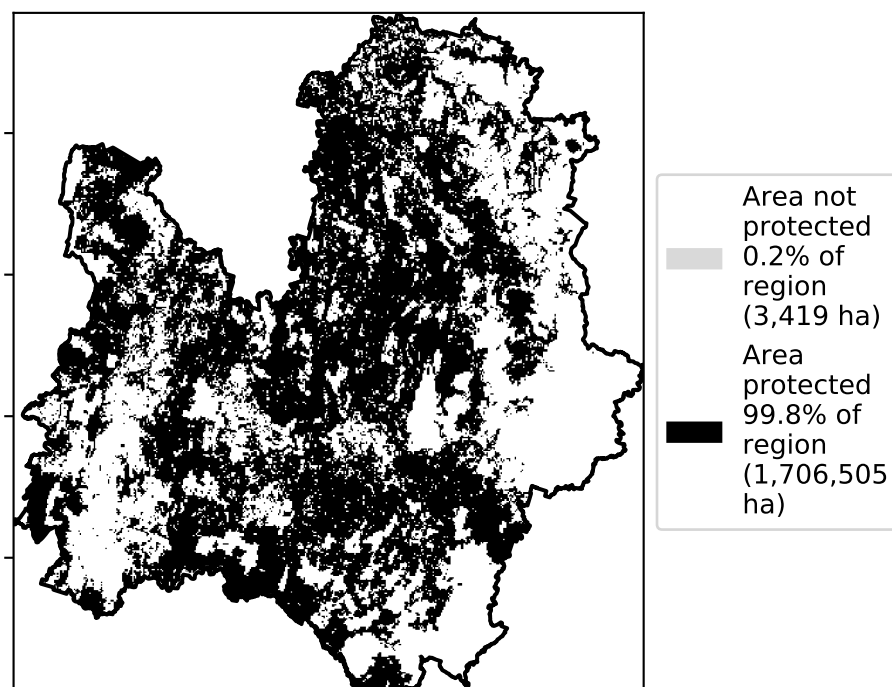 Area not
protected
0.2% of
region
(3,419 ha)
Area
protected
99.8% of
region
(1,706,505
ha)